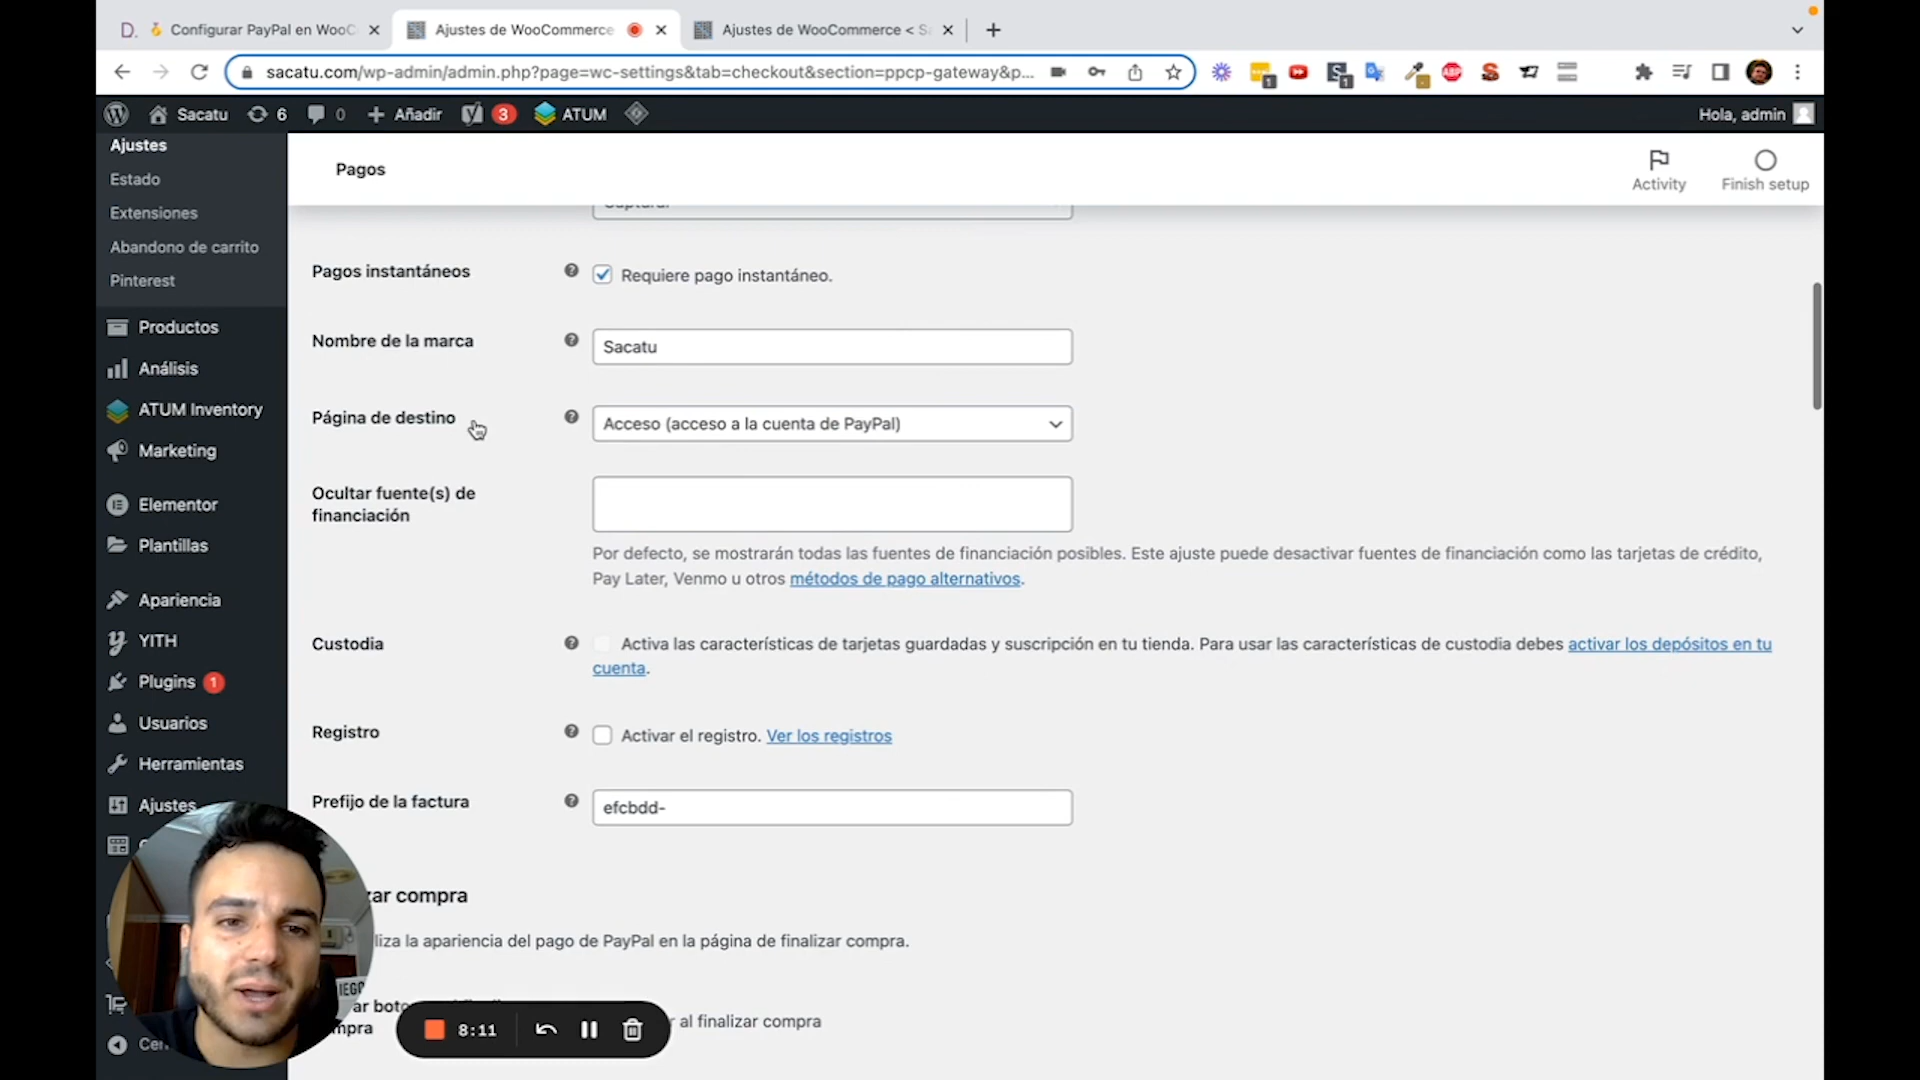 D. Configurar PayPal en WooC
Ajustes de WooCommerce
Ajustes de WooCommerce < S
sacatu.com/wp-admin/admin.php?page=wc-settings&tab=checkout&section=ppcp-gateway&p...
1
1
ABP
Sacatu
6
0
Añadir
3
ATUM
Hola, admin
Ajustes
Estado
Extensiones
Abandono de carrito
Pinterest
Productos
Análisis
ATUM Inventory
Marketing
Elementor
Plantillas
Apariencia
YITH
Plugins 1
Usuarios
Herramientas
Ajustes
Pagos
Activity
Finish setup
Capturar
Pagos instantáneos
Requiere pago instantáneo.
Nombre de la marca
Sacatu
Página de destino
Acceso (acceso a la cuenta de PayPal)
Ocultar fuente(s) de
financiación
Por defecto, se mostrarán todas las fuentes de financiación posibles. Este ajuste puede desactivar fuentes de financiación como las tarjetas de crédito,
Pay Later, Venmo u otros métodos de pago alternativos.
Custodia
Activa las características de tarjetas guardadas y suscripción en tu tienda. Para usar las características de custodia debes activar los depósitos en tu
cuenta.
Registro
Activar el registro. Ver los registros
Prefijo de la factura
efcbdd-
zar compra
liza la apariencia del pago de PayPal en la página de finalizar compra.
ar boto
mpra
al finalizar compra
8:11